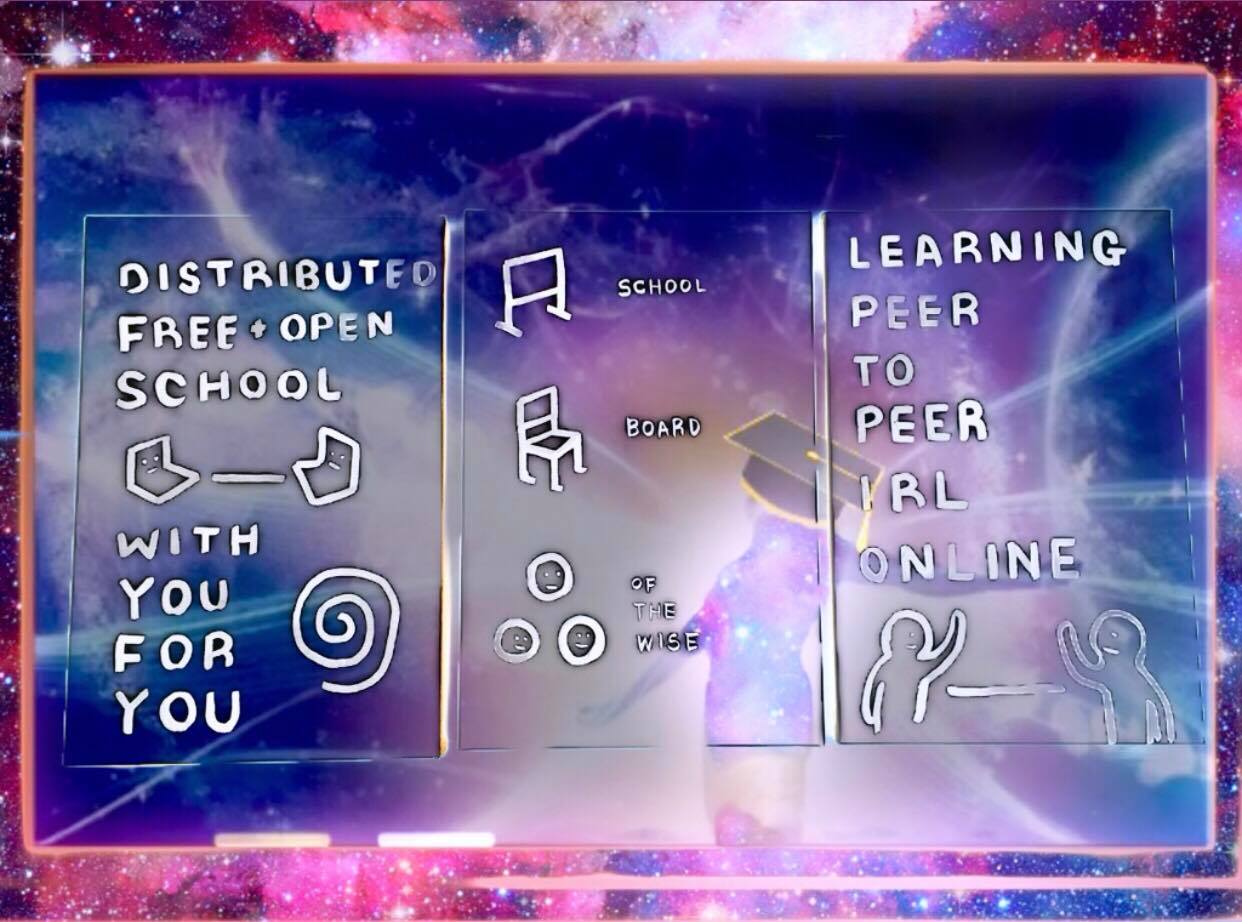 DISTRIBUTED
FREE + OPEN
SCHOOL
WITH
YOU
FOR
YOU
SCHOOL
BOARD
OF
THE
WISE
LEARNING
PEER
TO
PEER
IRL
ONLINE